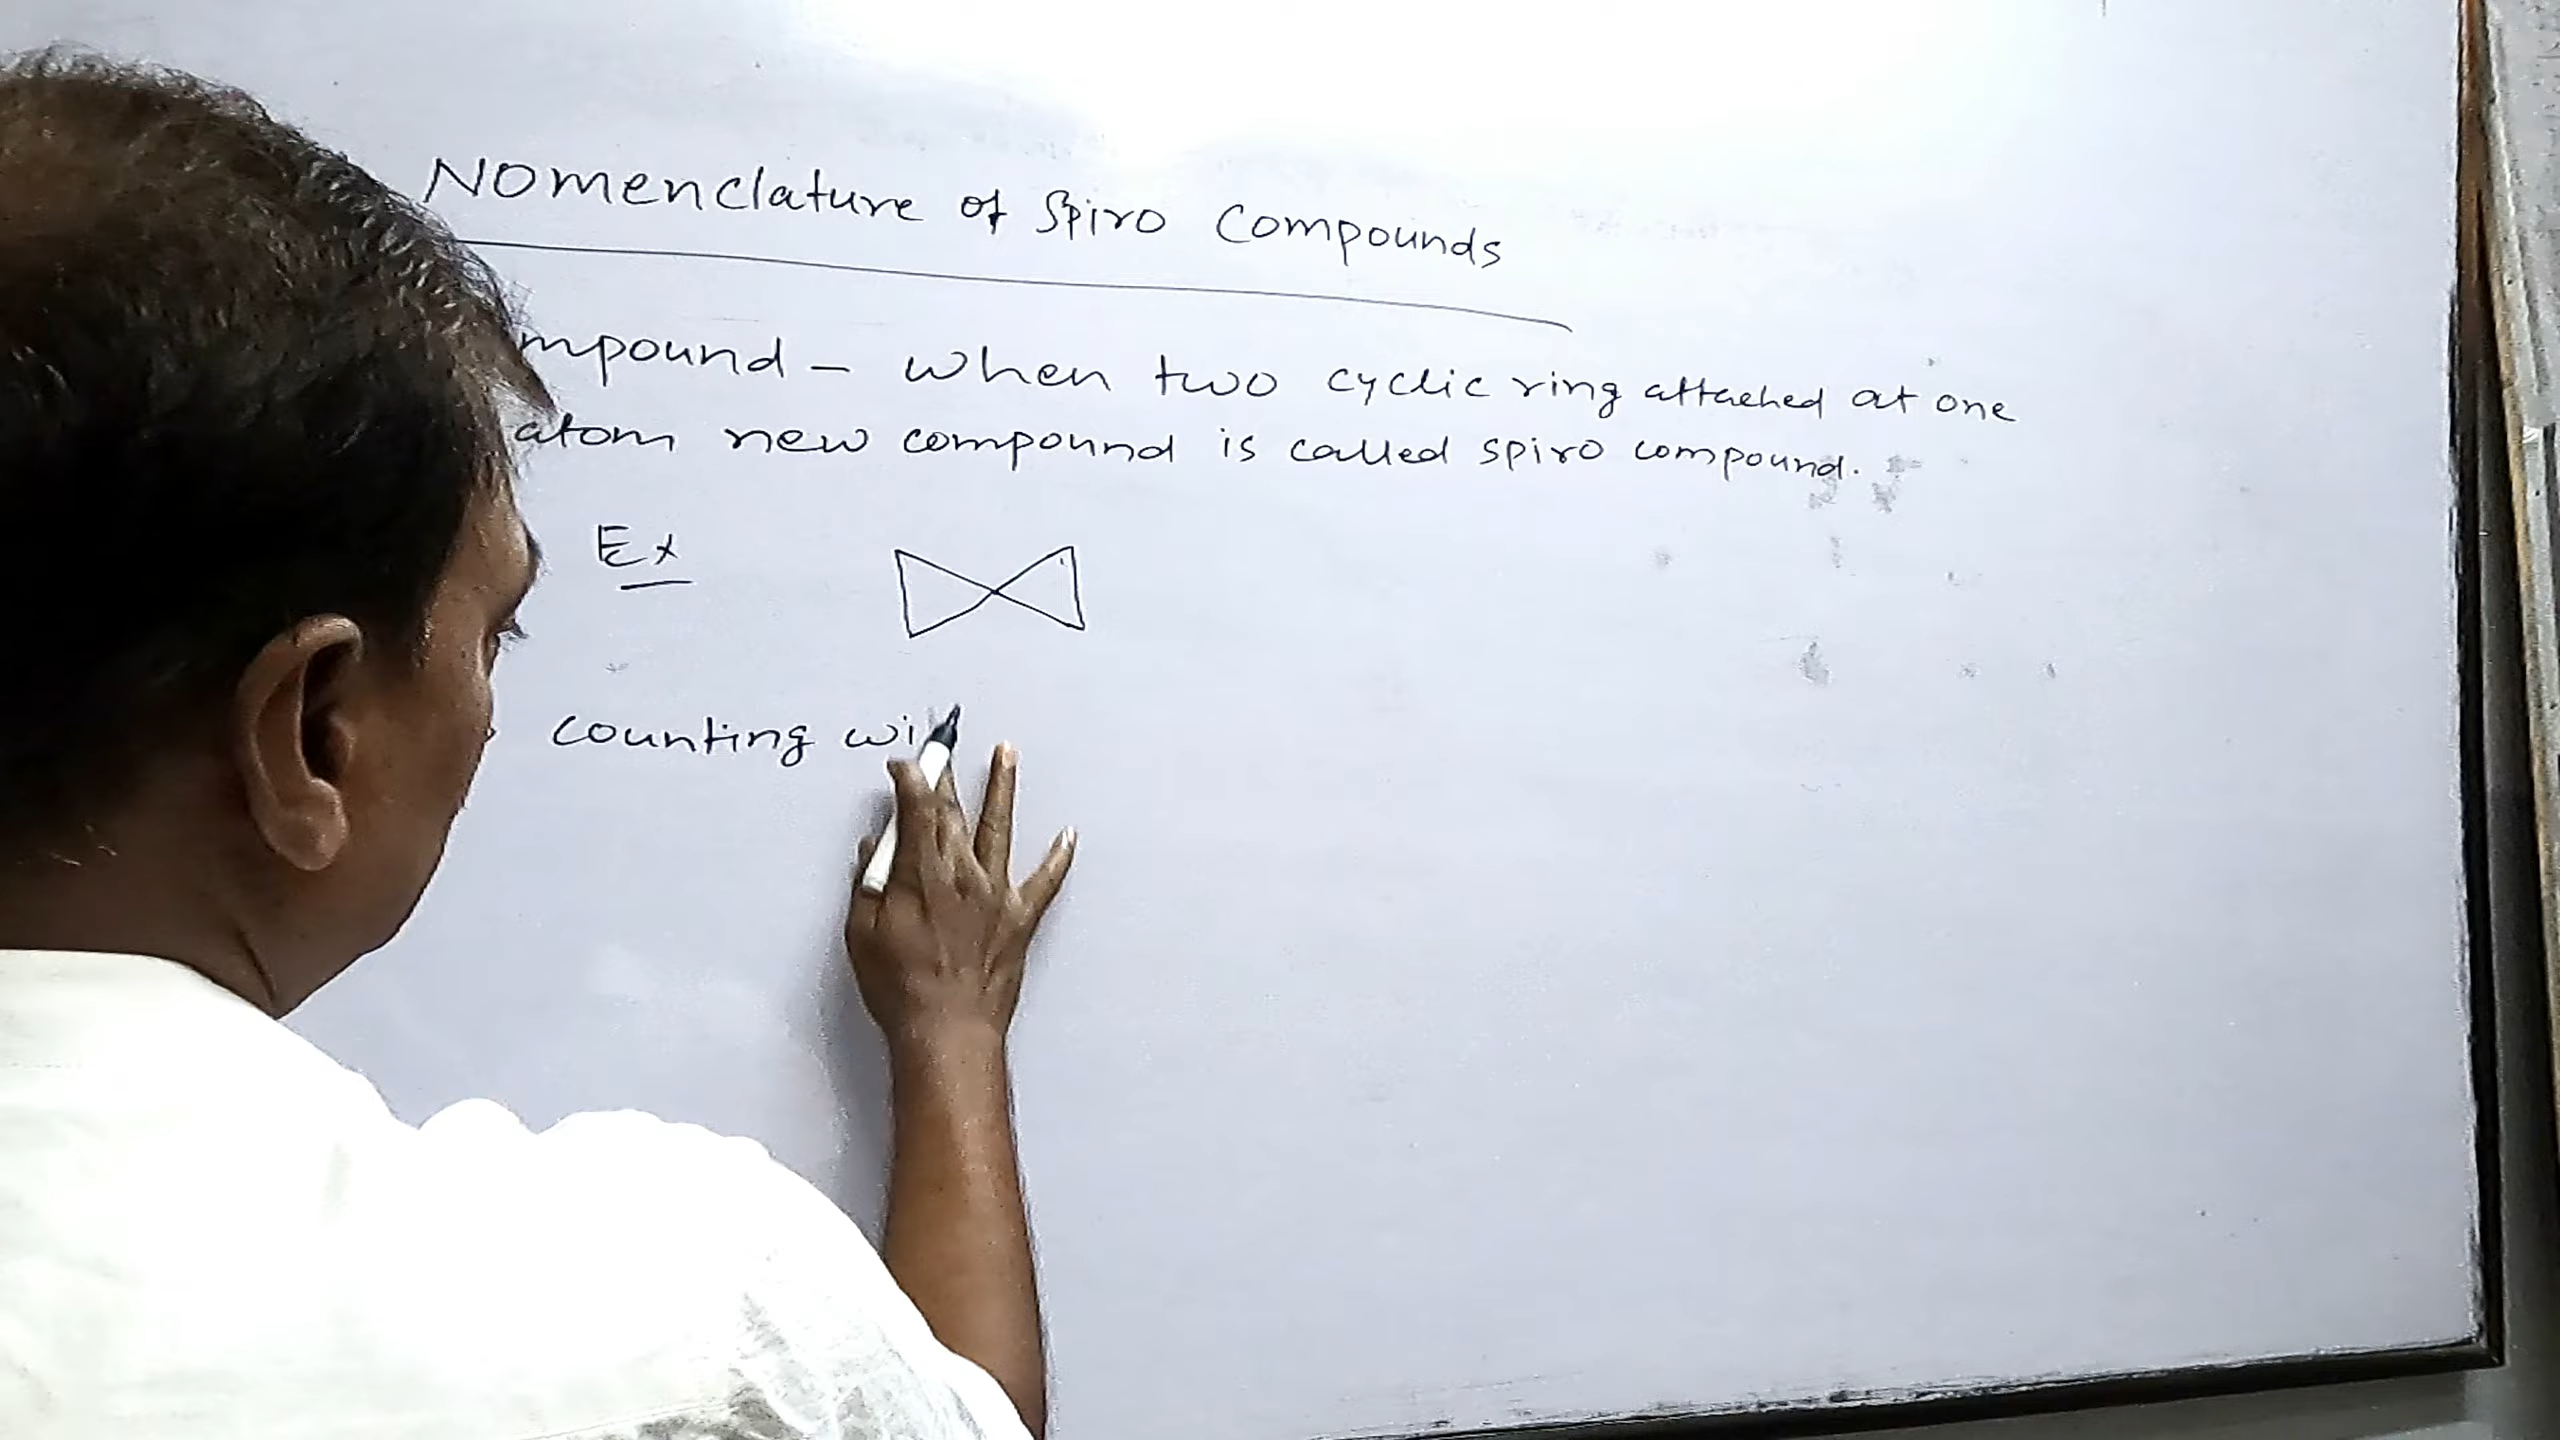 Nomenclature of Spiro Compounds
mpound - when two cyclic ring attached at one
atom new compound is called spiro compound.
Ex
counting wi